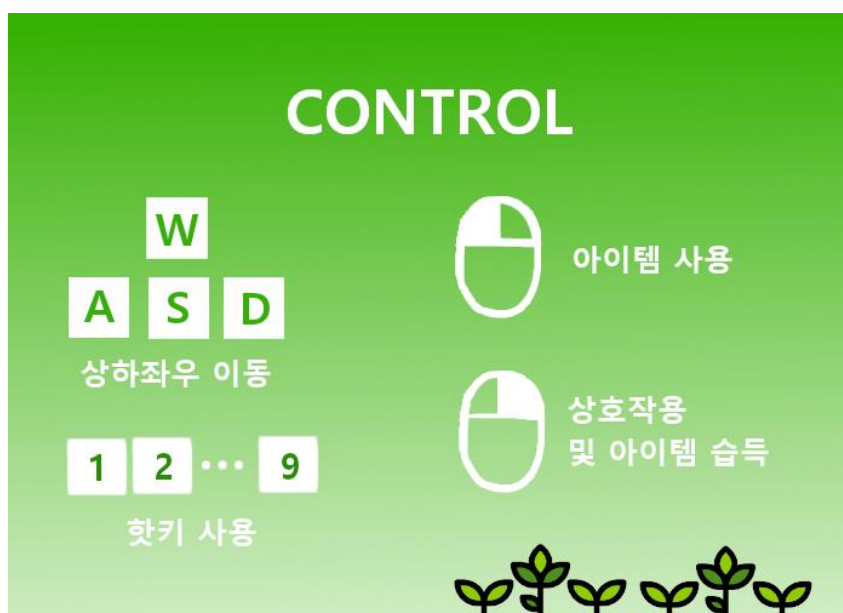 CONTROL
W
A S D
상하좌우 이동
1 2 ··· 9
핫키 사용
아이템 사용
상호작용
및 아이템 습득